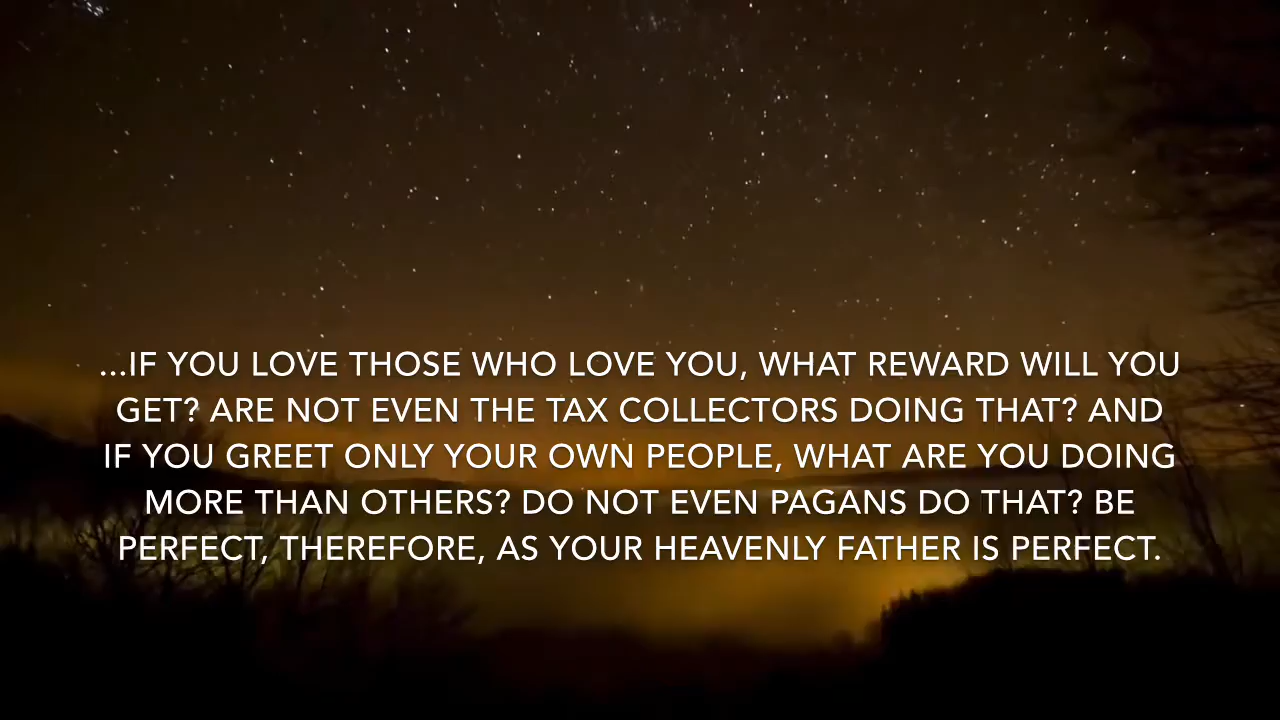 ...IF YOU LOVE THOSE WHO LOVE YOU, WHAT REWARD WILL YOU
GET? ARE NOT EVEN THE TAX COLLECTORS DOING THAT? AND
IF YOU GREET ONLY YOUR OWN PEOPLE, WHAT ARE YOU DOING
MORE THAN OTHERS? DO NOT EVEN PAGANS DO THAT? BE
PERFECT, THEREFORE, AS YOUR HEAVENLY FATHER IS PERFECT.